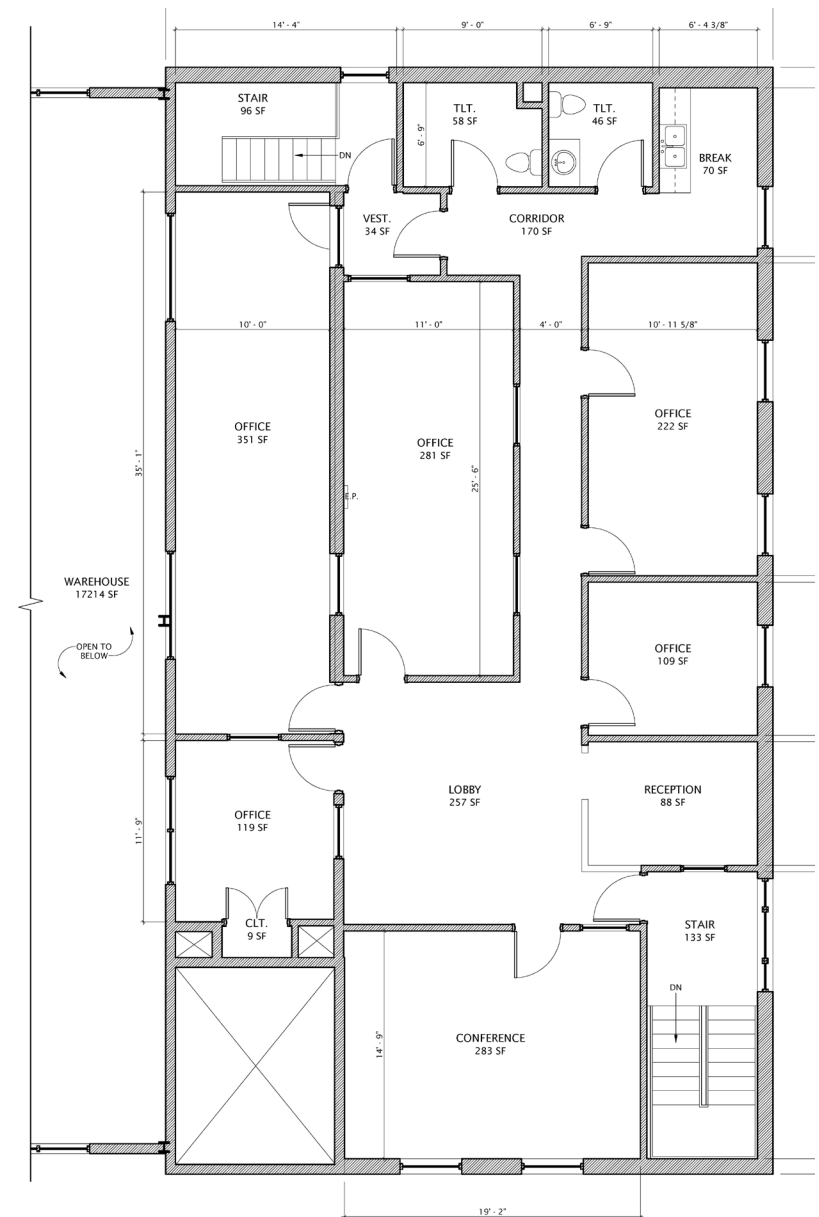 14' - 4"
9' - 0"
6' - 9"
6' - 4 3/8"
STAIR
96 SF
DN
6' - 9"
TLT.
58 SF
TLT.
46 SF
BREAK
70 SF
VEST.
34 SF
CORRIDOR
170 SF
10' - 0"
11' - 0"
4' - 0"
10' - 11 5/8"
OFFICE
351 SF
35' - 1"
OFFICE
281 SF
25' - 6"
E.P.
OFFICE
222 SF
WAREHOUSE
17214 SF
OPEN TO
BELOW
OFFICE
109 SF
LOBBY
257 SF
RECEPTION
88 SF
OFFICE
119 SF
11' - 9"
CLT.
9 SF
STAIR
133 SF
DN
CONFERENCE
283 SF
14' - 9"
19' - 2"